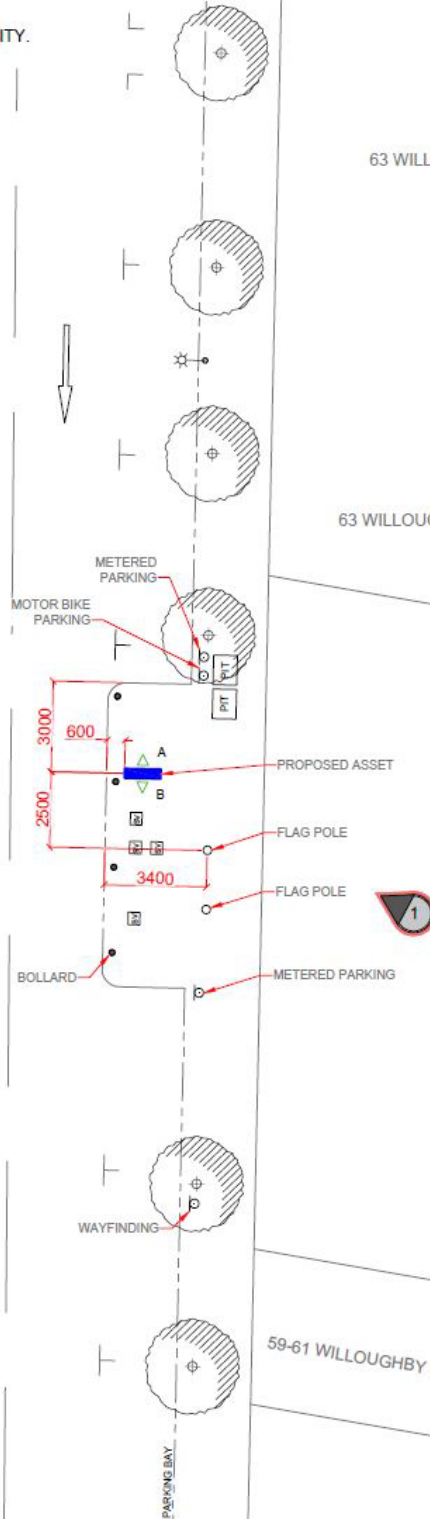 ITY.
63 WILL
63 WILLOUG
METERED
PARKING
MOTOR BIKE
PARKING
PIT
PIT
3000
600
A
PROPOSED ASSET
B
2500
FLAG POLE
3400
FLAG POLE
1
METERED PARKING
BOLLARD
WAYFINDING
59-61 WILLOUGHBY
PARKING BAY